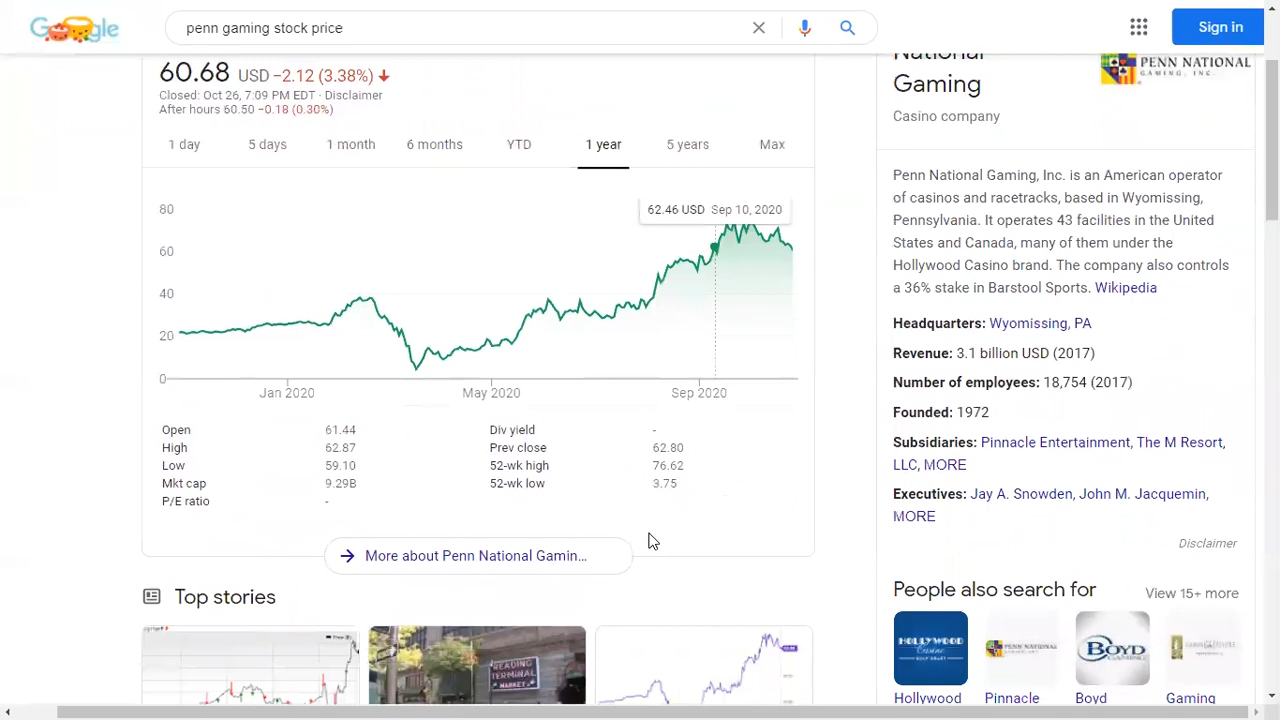 Google
penn gaming stock price
Sign in
60.68 USD −2.12 (3.38%)
Closed: Oct 26, 7:09 PM EDT · Disclaimer
After hours 60.50 −0.18 (0.30%)
1 day 5 days 1 month 6 months YTD 1 year 5 years Max
62.46 USD Sep 10, 2020
80
60
40
20
0
Jan 2020 May 2020 Sep 2020
Open 61.44 Div yield -
High 62.87 Prev close 62.80
Low 59.10 52-wk high 76.62
Mkt cap 9.29B 52-wk low 3.75
P/E ratio -
More about Penn National Gamin...
Top stories
READING
TERMINAL
MARKET
National
Gaming
PENN NATIONAL
GAMING, INC.
Casino company
Penn National Gaming, Inc. is an American operator
of casinos and racetracks, based in Wyomissing,
Pennsylvania. It operates 43 facilities in the United
States and Canada, many of them under the
Hollywood Casino brand. The company also controls
a 36% stake in Barstool Sports. Wikipedia
Headquarters: Wyomissing, PA
Revenue: 3.1 billion USD (2017)
Number of employees: 18,754 (2017)
Founded: 1972
Subsidiaries: Pinnacle Entertainment, The M Resort,
LLC, MORE
Executives: Jay A. Snowden, John M. Jacquemin,
MORE
Disclaimer
People also search for View 15+ more
HOLLYWOOD
Casino
PENN NATIONAL
BOYD
GAMING
Hollywood Pinnacle Boyd Gaming